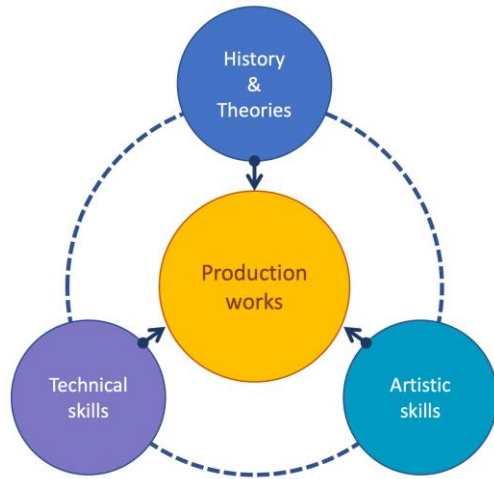 History
&
Theories
Production
works
Technical
skills
Artistic
skills